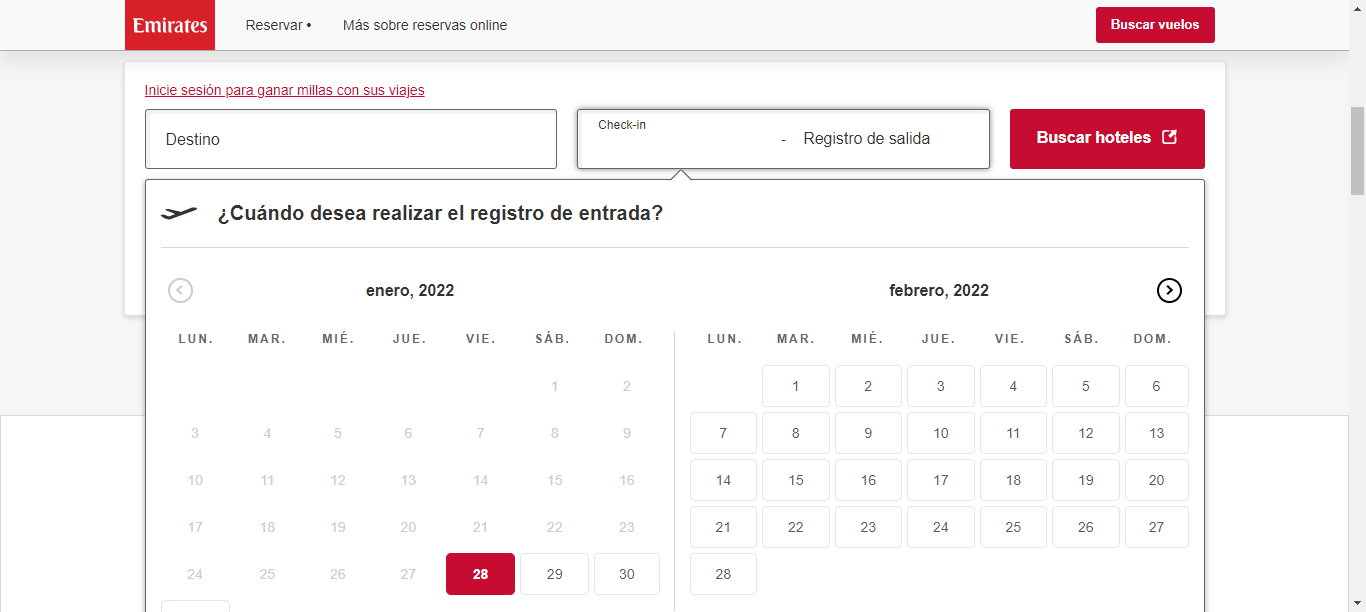 Emirates
Reservar •
Más sobre reservas online
Buscar vuelos
Inicie sesión para ganar millas con sus viajes
Destino
Check-in
- Registro de salida
Buscar hoteles
¿Cuándo desea realizar el registro de entrada?
enero, 2022
LUN. MAR. MIÉ. JUE. VIE. SÁB. DOM.
1 2
3 4 5 6 7 8 9
10 11 12 13 14 15 16
17 18 19 20 21 22 23
24 25 26 27 28 29 30
febrero, 2022
LUN. MAR. MIÉ. JUE. VIE. SÁB. DOM.
1 2 3 4 5 6
7 8 9 10 11 12 13
14 15 16 17 18 19 20
21 22 23 24 25 26 27
28